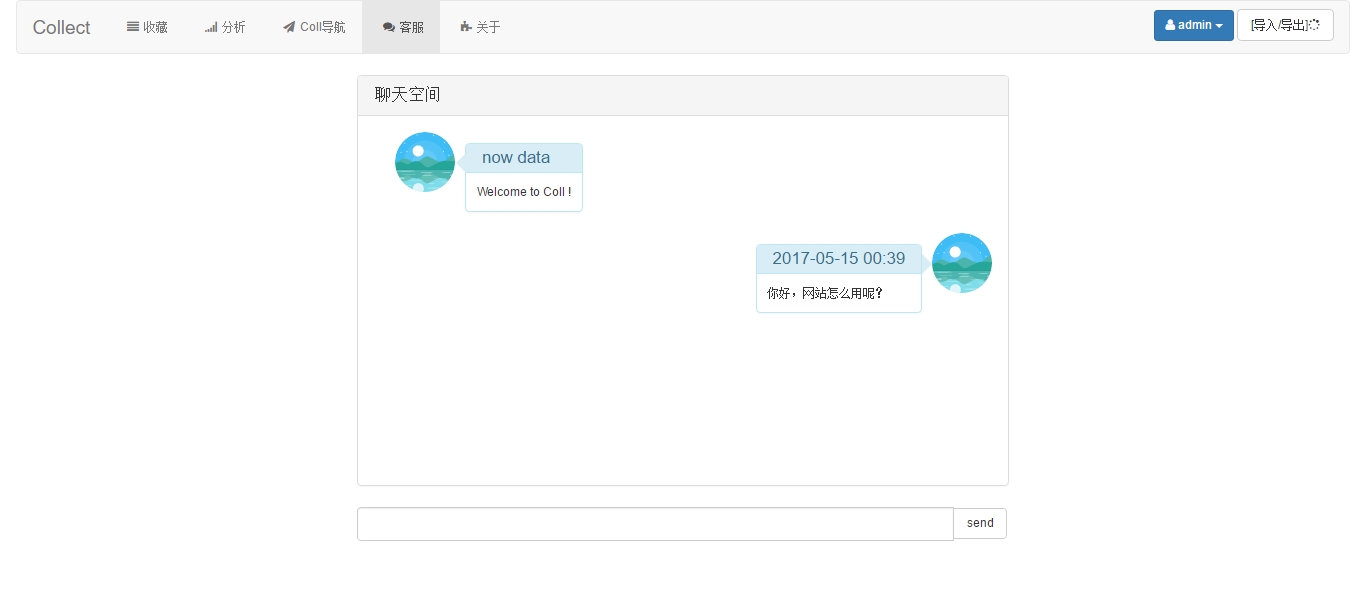 Collect 收藏 分析 Coll导航 客服 关于 admin [导入/导出]
聊天空间
now data
Welcome to Coll !
2017-05-15 00:39
你好，网站怎么用呢？
send